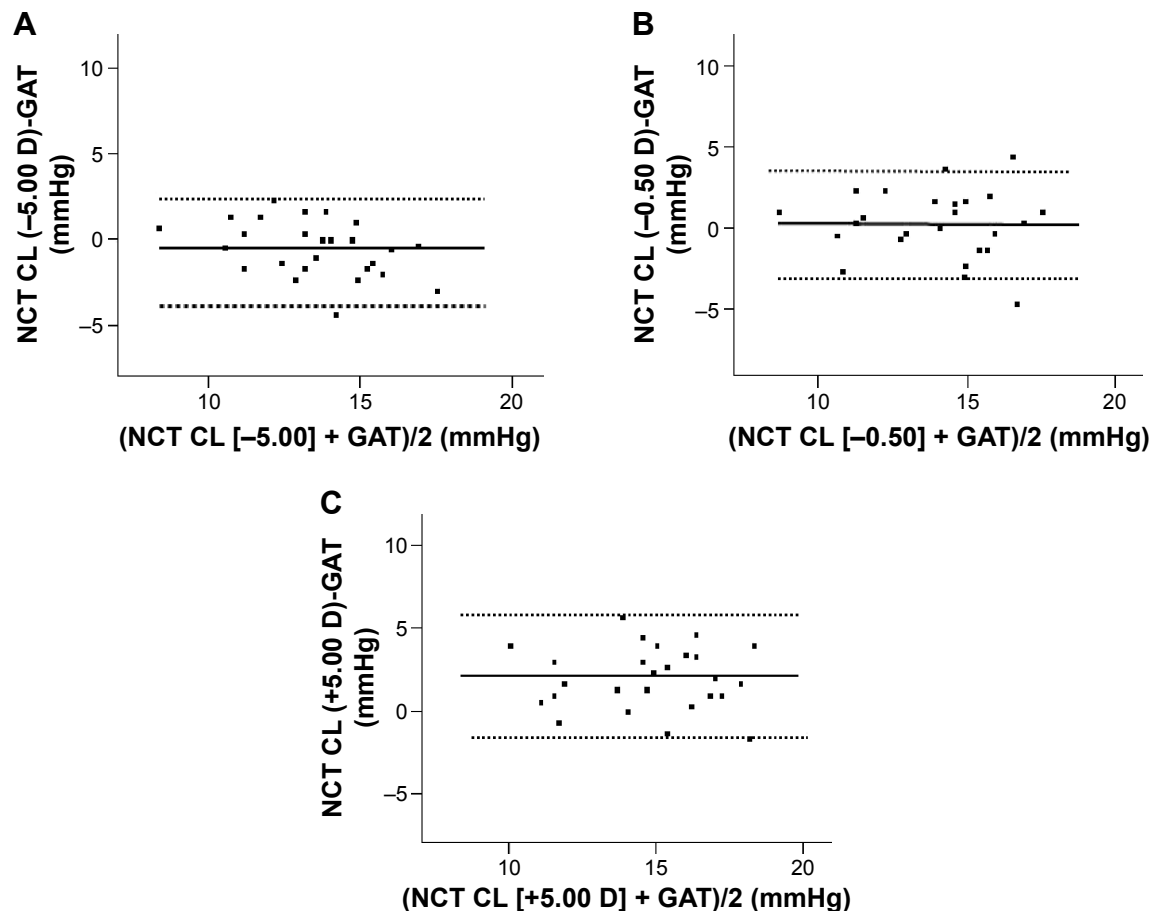 A
NCT CL (–5.00 D)-GAT
(mmHg)
10
5
0
–5
10
15
20
(NCT CL [–5.00] + GAT)/2 (mmHg)
B
NCT CL (–0.50 D)-GAT
(mmHg)
10
5
0
–5
10
15
20
(NCT CL [–0.50] + GAT)/2 (mmHg)
C
NCT CL (+5.00 D)-GAT
(mmHg)
10
5
0
–5
10
15
20
(NCT CL [+5.00 D] + GAT)/2 (mmHg)